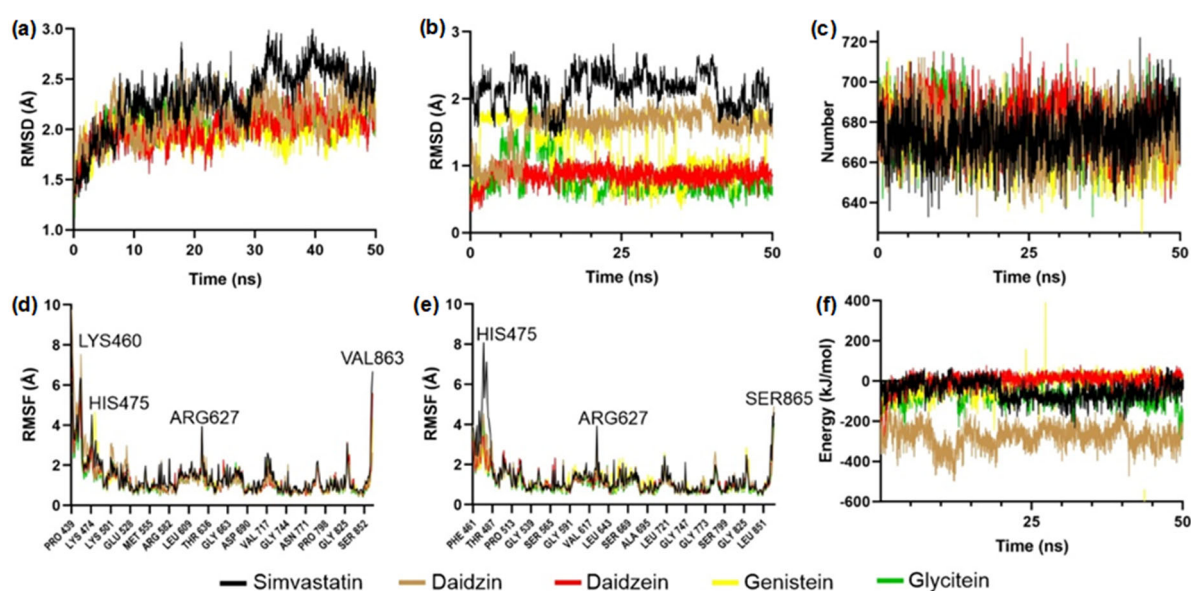 (a)
3.0
2.5
2.0
1.5
1.0
RMSD (Å)
0 10 20 30 40 50
Time (ns)
(b)
3
2
1
0
RMSD (Å)
0 25 50
Time (ns)
(c)
720
700
680
660
640
Number
0 25 50
Time (ns)
(d)
10
8
6
4
2
0
RMSF (Å)
LYS460
HIS475
ARG627
VAL863
PRO 439 LYS 474 LYS 501 GLU 528 MET 555 ARG 582 LEU 609 THR 636 GLY 663 ASP 690 VAL 717 GLY 744 ASN 771 PRO 798 GLY 825 SER 852
(e)
10
8
6
4
2
0
RMSF (Å)
HIS475
ARG627
SER865
PHE 461 THR 487 PRO 513 GLY 539 SER 565 GLY 591 VAL 617 LEU 643 SER 669 ALA 695 LEU 721 GLY 747 GLY 773 SER 799 GLY 825 LEU 851
(f)
400
200
0
-200
-400
-600
Energy (kJ/mol)
25 50
Time (ns)
Simvastatin Daidzin Daidzein Genistein Glycitein